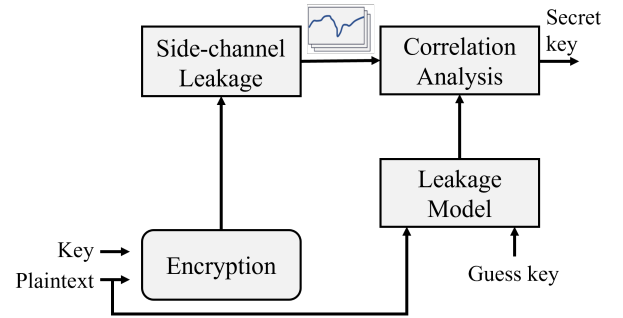 Side-channel
Leakage
Correlation
Analysis
Secret
key
Leakage
Model
Key
Plaintext
Encryption
Guess key